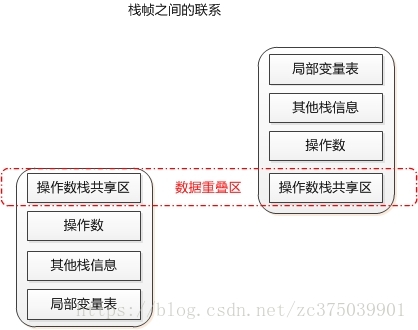 栈帧之间的联系
局部变量表
其他栈信息
操作数
操作数栈共享区
数据重叠区
操作数栈共享区
操作数
其他栈信息
局部变量表
https://blog.csdn.net/zc375039901